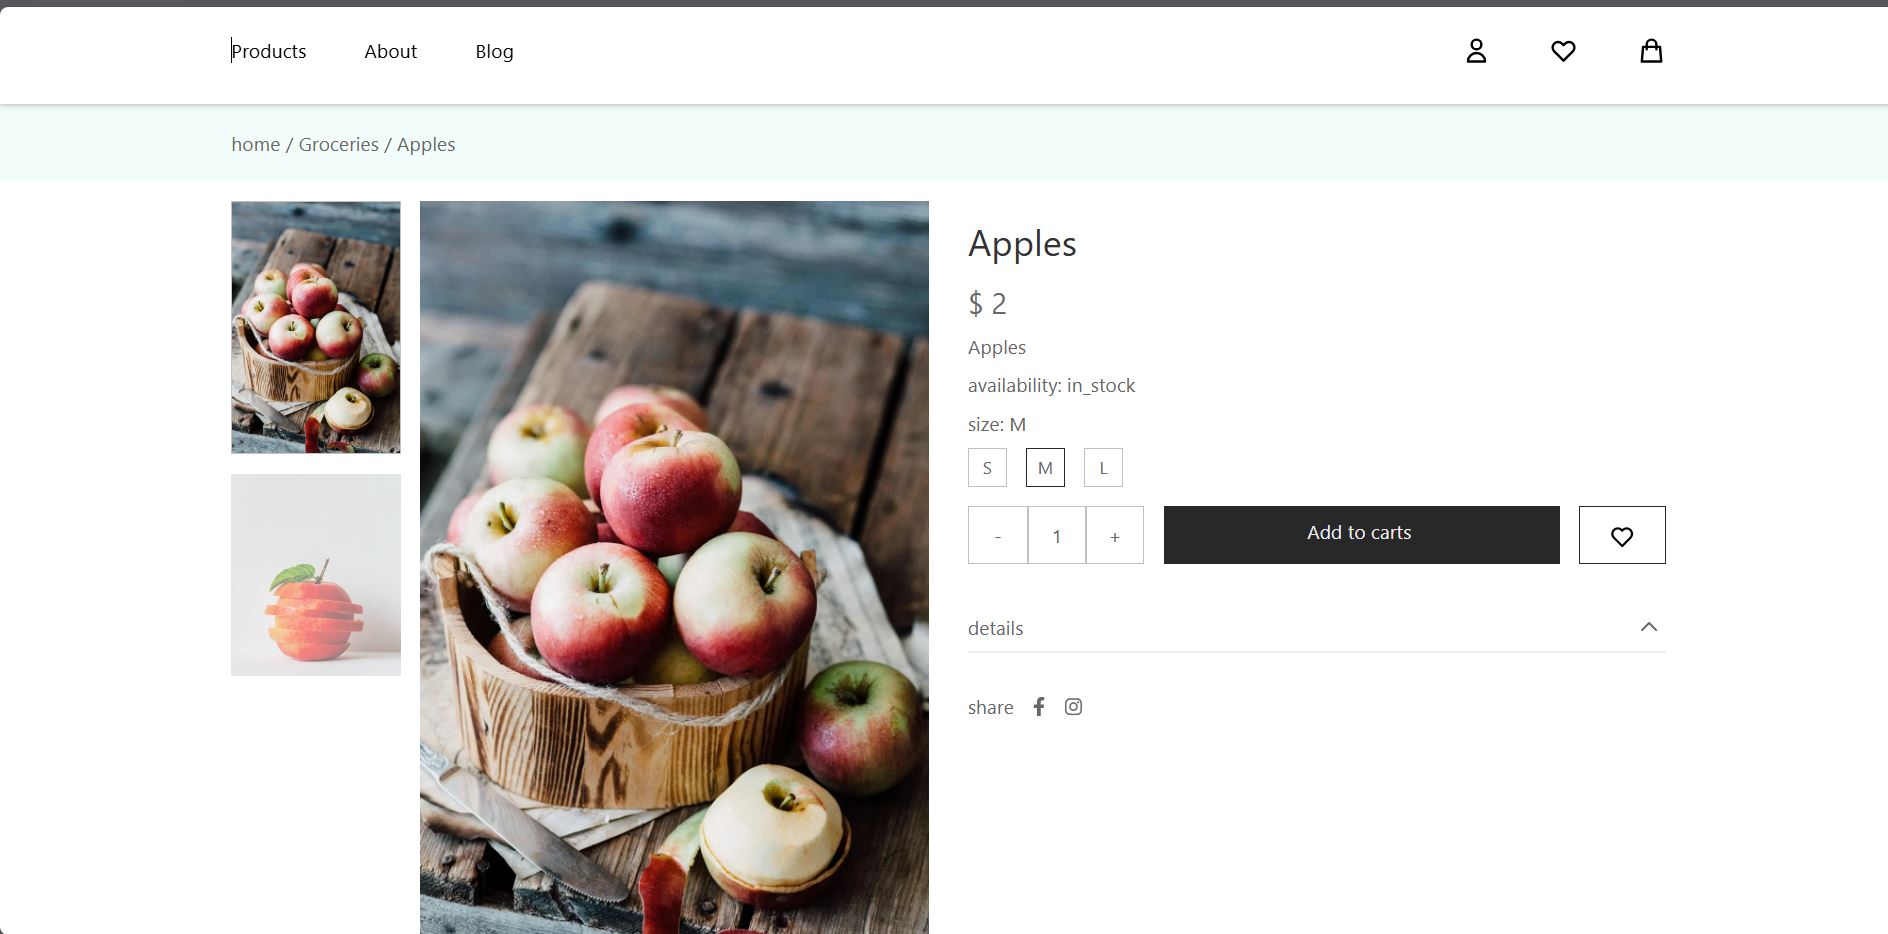 Products About Blog
home / Groceries / Apples
Apples
$ 2
Apples
availability: in_stock
size: M
S M L
- 1 + Add to carts
details
share